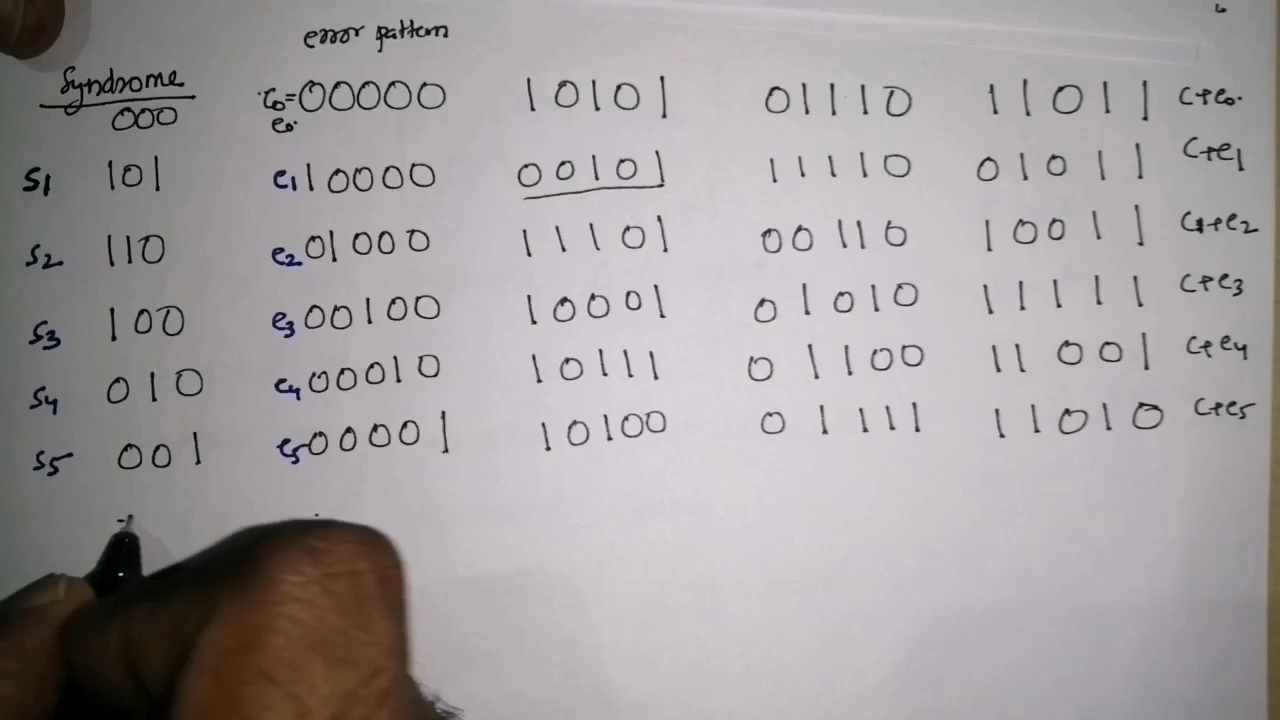 error pattern
Syndrome
000 r0=00000 10101 01110 11011 C+e0.
e0.
S1 101 e1 10000 00101 11110 01011 C+e1
S2 110 e2 01000 11101 00110 10011 C+e2
S3 100 e3 00100 10001 01010 11111 C+e3
S4 010 e4 00010 10111 01100 11001 C+e4
S5 001 e5 00001 10100 01111 11010 C+e5